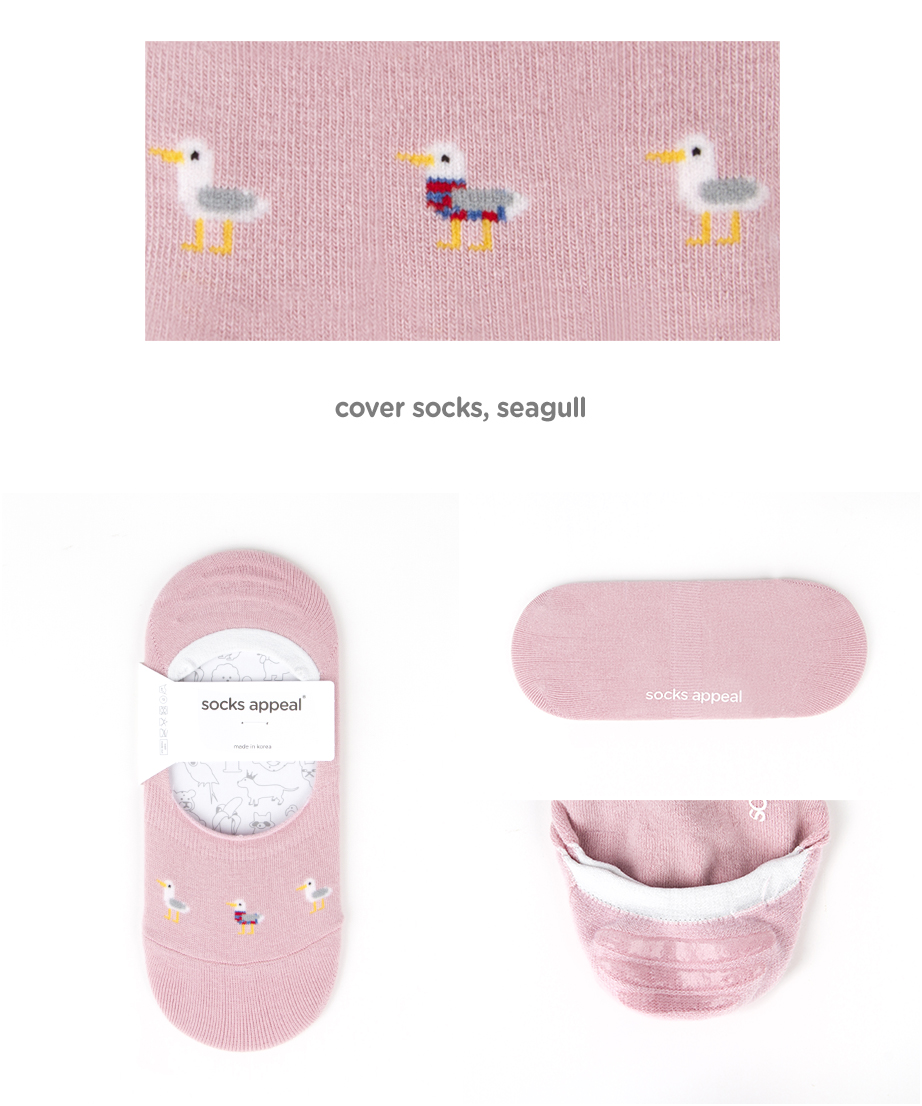 cover socks, seagull
socks appeal®
made in korea
socks appeal